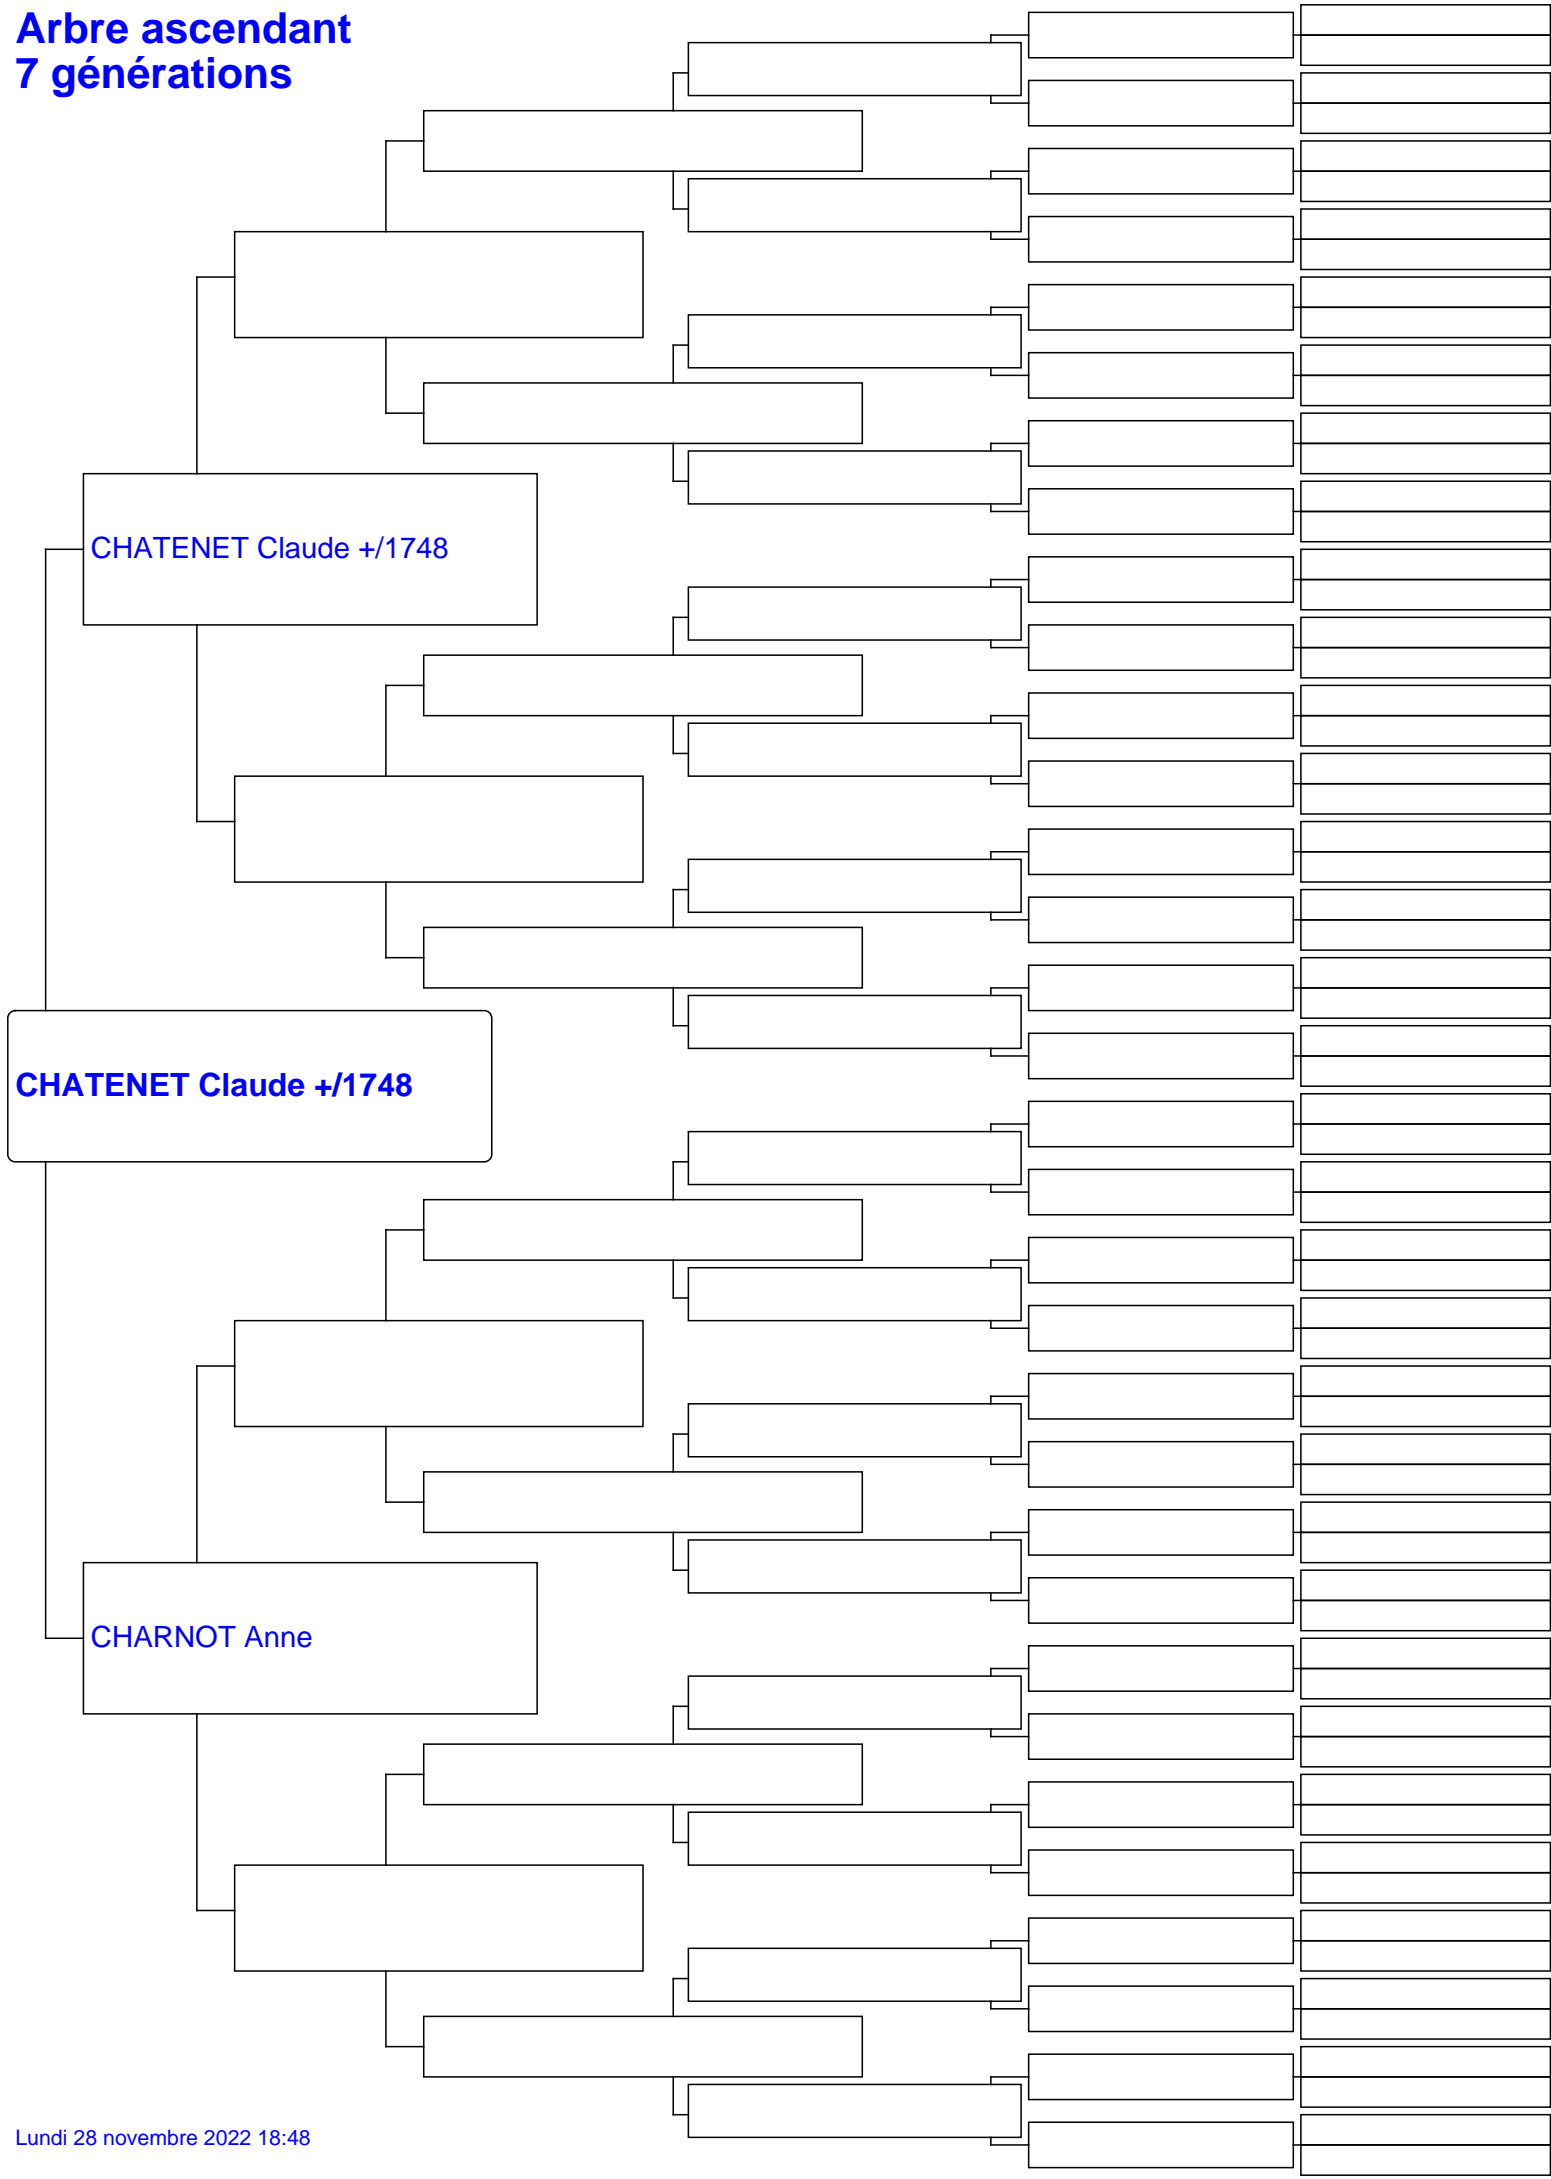 Arbre ascendant
7 générations
CHATENET Claude +/1748
CHATENET Claude +/1748
CHARNOT Anne
Lundi 28 novembre 2022 18:48